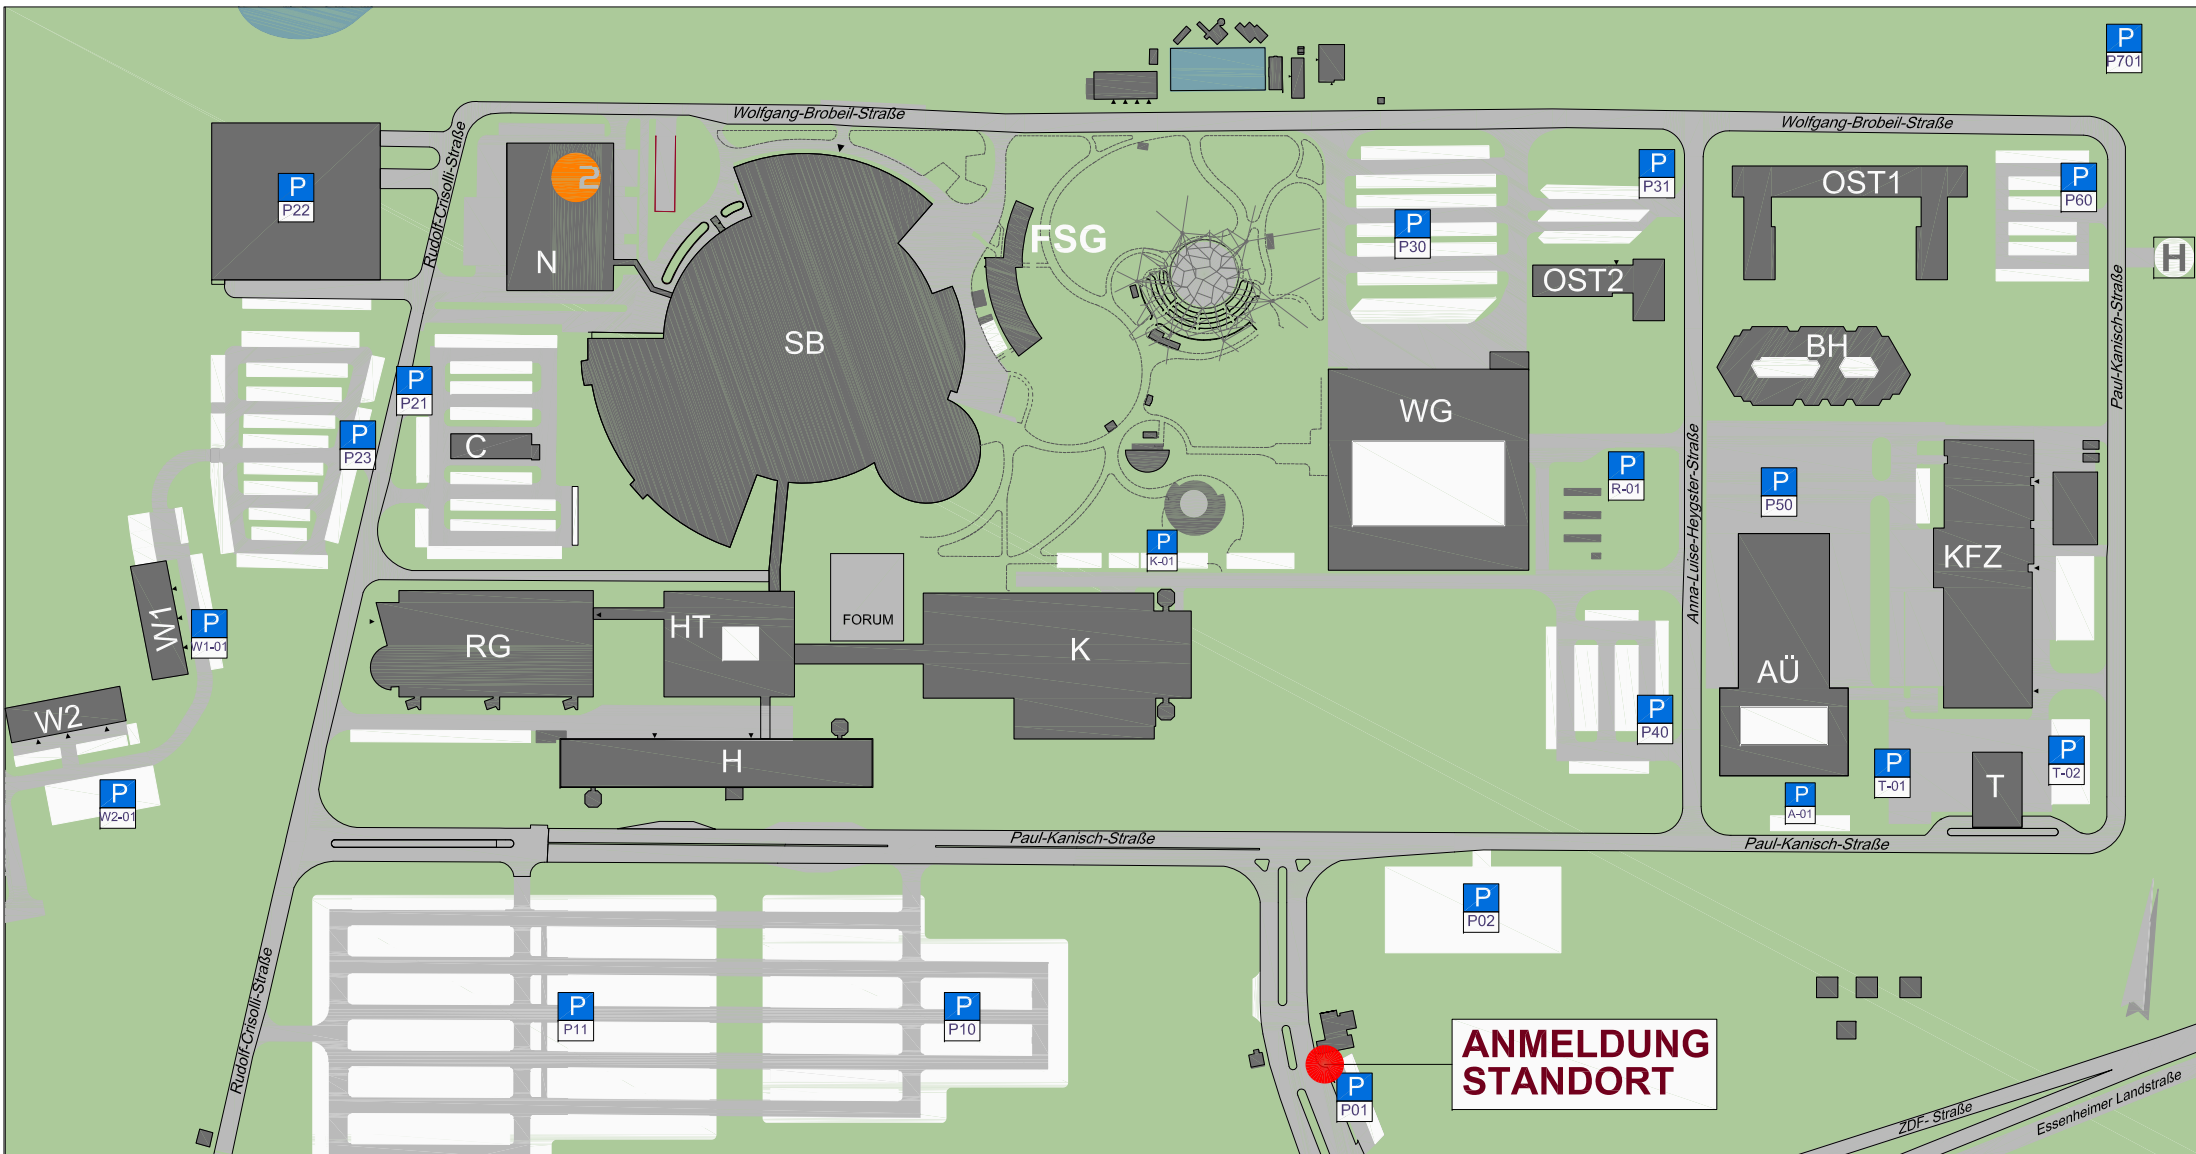 P
P701
Wolfgang-Brobeil-Straße
Wolfgang-Brobeil-Straße
Rudolf-Crisolli-Straße
P
P22
2
N
P
P31
OST1
P
P60
P
P30
FSG
H
OST2
SB
BH
Paul-Kanisch-Straße
P
P21
WG
P
P23
C
Anna-Luise-Heygster-Straße
P
R-01
P
P50
P
K-01
KFZ
W1
P
W1-01
FORUM
HT
RG
K
AÜ
W2
P
P40
H
P
T-01
P
T-02
T
P
W2-01
P
A-01
Paul-Kanisch-Straße
Paul-Kanisch-Straße
P
P02
Rudolf-Crisolli-Straße
P
P11
P
P10
ANMELDUNG
STANDORT
P
P01
ZDF- Straße
Essenheimer Landstraße